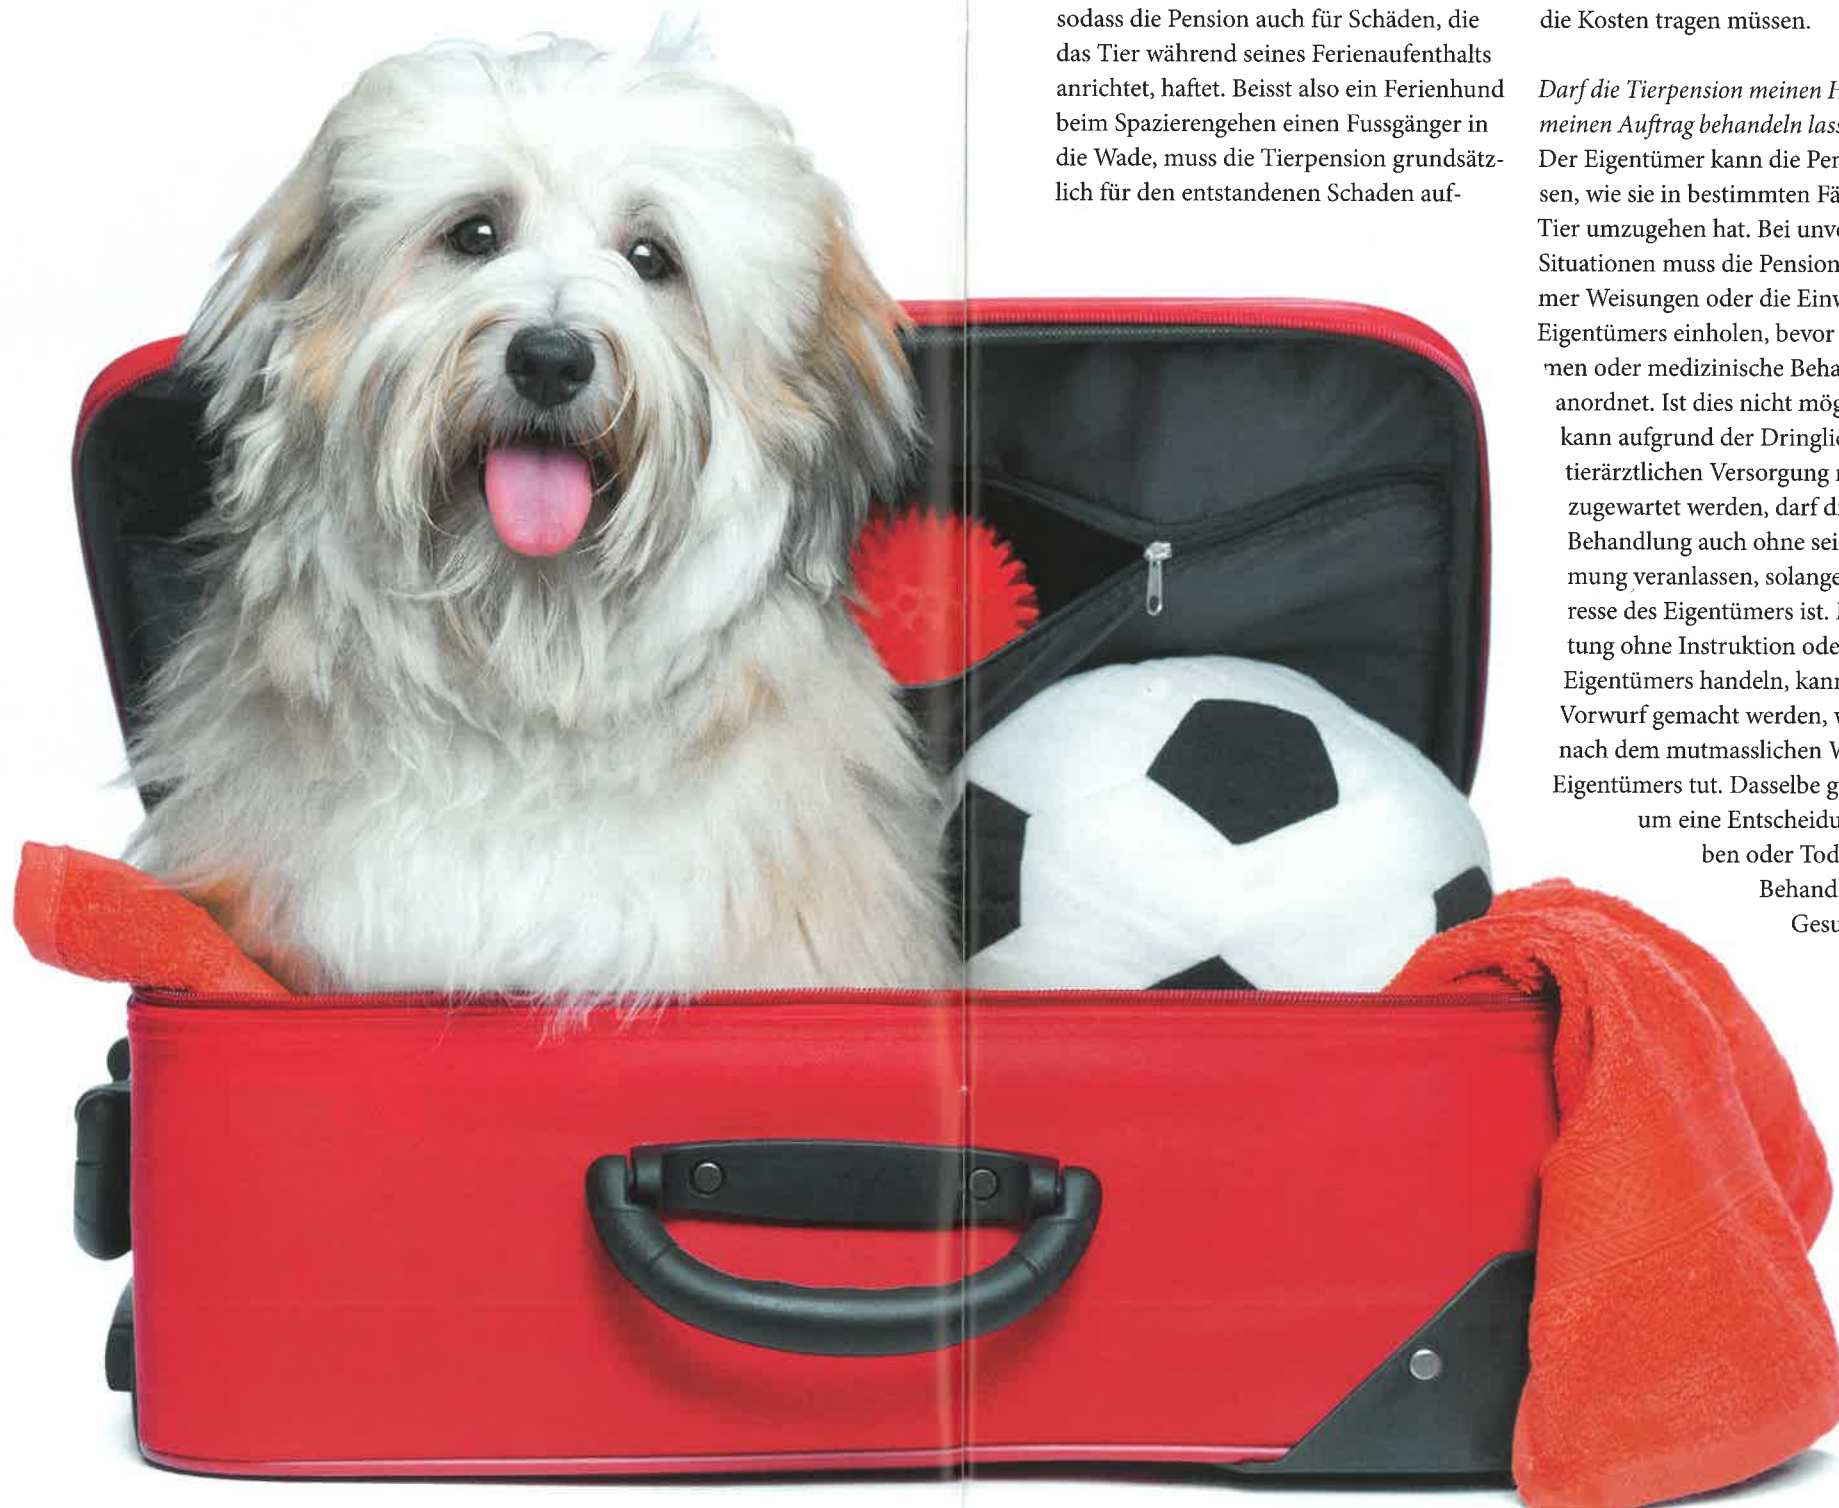 sodass die Pension auch für Schäden, die
das Tier während seines Ferienaufenthalts
anrichtet, haftet. Beisst also ein Ferienhund
beim Spazierengehen einen Fussgänger in
die Wade, muss die Tierpension grundsätz-
lich für den entstandenen Schaden auf-
die Kosten tragen müssen.
Darf die Tierpension meinen
meinen Auftrag behandeln
Der Eigentümer kann die
sen, wie sie in bestimmten
Tier umzugehen hat. Bei
Situationen muss die Pension
mer Weisungen oder die
Eigentümers einholen, bevor
men oder medizinische
anordnet. Ist dies nicht
kann aufgrund der
tierärztlichen Versorgung
zugewartet werden, darf
Behandlung auch ohne
mung veranlassen, solange
resse des Eigentümers ist.
tung ohne Instruktion
Eigentümers handeln,
Vorwurf gemacht werden,
nach dem mutmasslichen
Eigentümers tut. Dasselbe
um eine
ben oder Tod